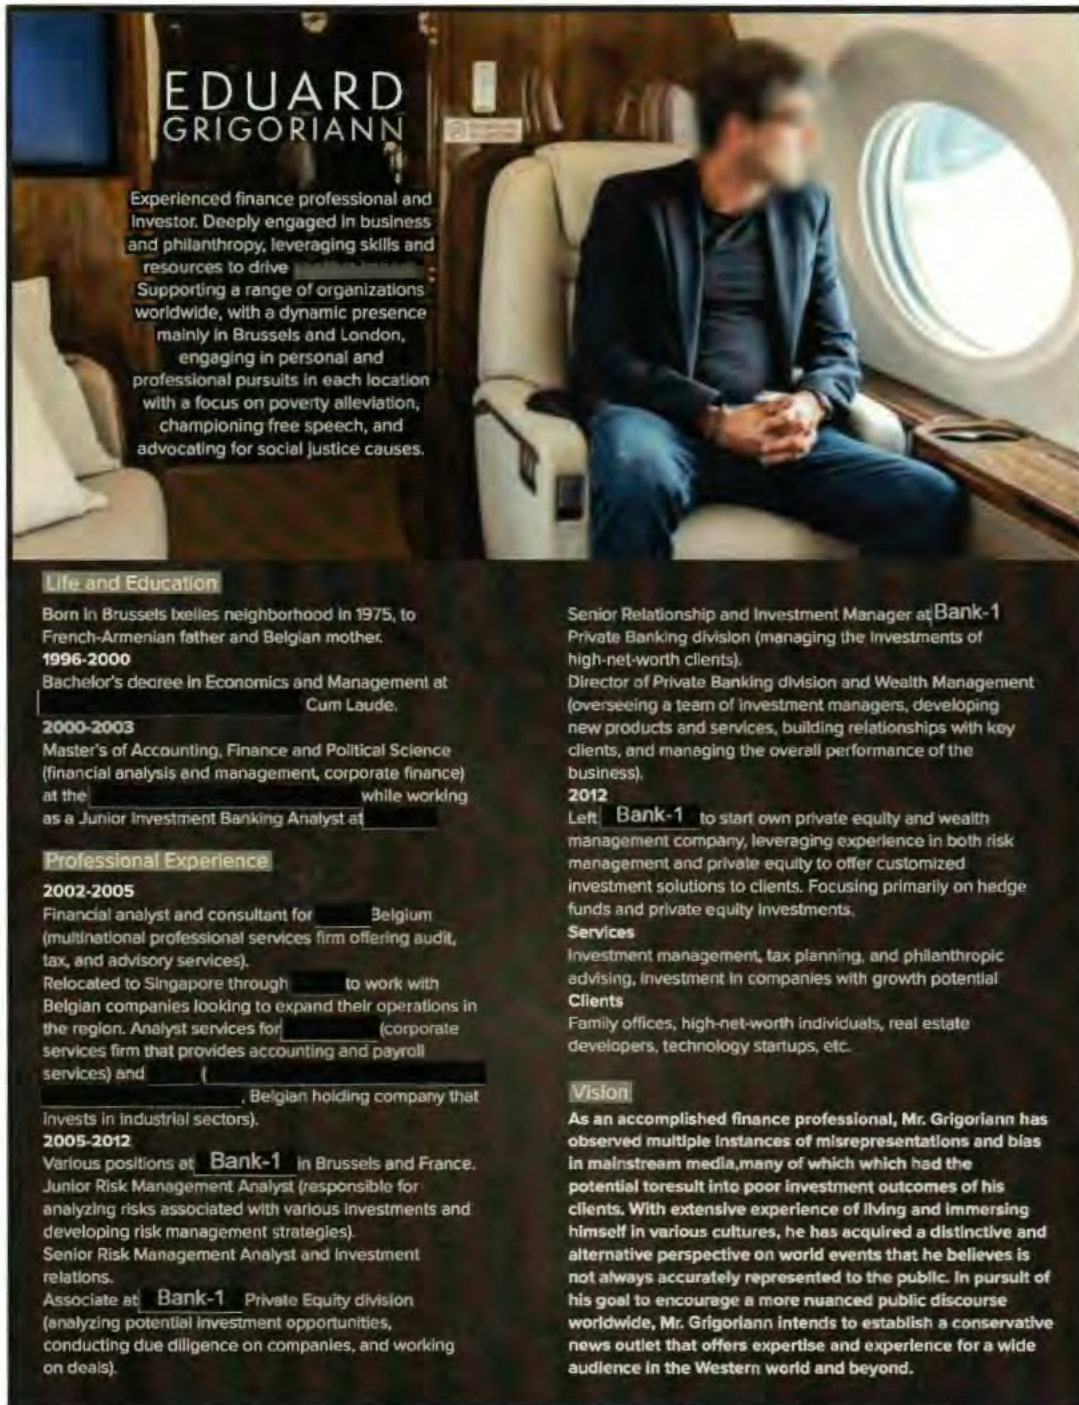 EDUARD
GRIGORIANN
Experienced finance professional and
Investor. Deeply engaged in business
and philanthropy, leveraging skills and
resources to drive
Supporting a range of organizations
worldwide, with a dynamic presence
mainly in Brussels and London,
engaging in personal and
professional pursuits in each location
with a focus on poverty alleviation,
championing free speech, and
advocating for social justice causes.
Life and Education
Born in Brussels Ixelles neighborhood in 1975, to
French-Armenian father and Belgian mother.
1996-2000
Bachelor's degree in Economics and Management at
Cum Laude.
2000-2003
Master's of Accounting, Finance and Political Science
(financial analysis and management, corporate finance)
at the while working
as a Junior Investment Banking Analyst at
Professional Experience
2002-2005
Financial analyst and consultant for Belgium
(multinational professional services firm offering audit,
tax, and advisory services).
Relocated to Singapore through to work with
Belgian companies looking to expand their operations in
the region. Analyst services for (corporate
services firm that provides accounting and payroll
services) and (
, Belgian holding company that
invests in industrial sectors).
2005-2012
Various positions at Bank-1 in Brussels and France.
Junior Risk Management Analyst (responsible for
analyzing risks associated with various investments and
developing risk management strategies).
Senior Risk Management Analyst and Investment
relations.
Associate at Bank-1 Private Equity division
(analyzing potential investment opportunities,
conducting due diligence on companies, and working
on deals).
Senior Relationship and Investment Manager at Bank-1
Private Banking division (managing the investments of
high-net-worth clients).
Director of Private Banking division and Wealth Management
(overseeing a team of investment managers, developing
new products and services, building relationships with key
clients, and managing the overall performance of the
business).
2012
Left Bank-1 to start own private equity and wealth
management company, leveraging experience in both risk
management and private equity to offer customized
investment solutions to clients. Focusing primarily on hedge
funds and private equity investments.
Services
Investment management, tax planning, and philanthropic
advising, investment in companies with growth potential
Clients
Family offices, high-net-worth individuals, real estate
developers, technology startups, etc.
Vision
As an accomplished finance professional, Mr. Grigoriann has
observed multiple instances of misrepresentations and bias
in mainstream media,many of which which had the
potential toresult into poor investment outcomes of his
clients. With extensive experience of living and immersing
himself in various cultures, he has acquired a distinctive and
alternative perspective on world events that he believes is
not always accurately represented to the public. In pursuit of
his goal to encourage a more nuanced public discourse
worldwide, Mr. Grigoriann intends to establish a conservative
news outlet that offers expertise and experience for a wide
audience in the Western world and beyond.